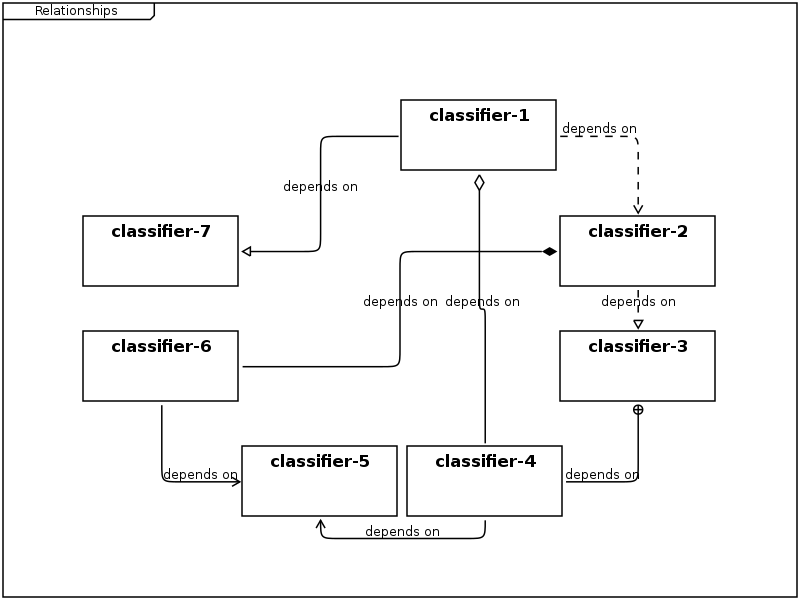 Relationships
classifier-1
depends on
depends on
classifier-7
classifier-2
depends on
depends on
depends on
classifier-6
classifier-3
classifier-5
classifier-4
depends on
depends on
depends on